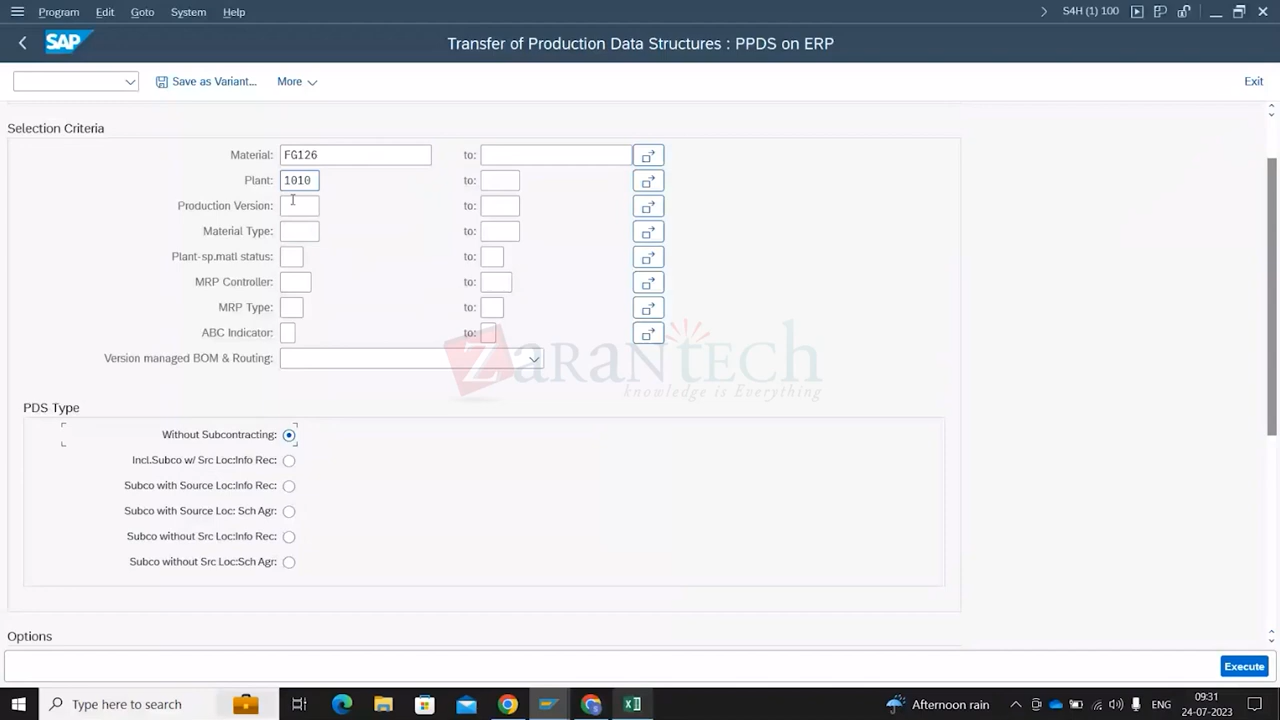 Program Edit Goto System Help S4H (1) 100
SAP Transfer of Production Data Structures : PPDS on ERP
Save as Variant... More Exit
Selection Criteria
Material: FG126 to:
Plant: 1010 to:
Production Version: to:
Material Type: to:
Plant-sp.matl status: to:
MRP Controller: to:
MRP Type: to:
ABC Indicator: to:
Version managed BOM & Routing:
ZaRaNTech
knowledge is Everything
PDS Type
Without Subcontracting:
Incl.Subco w/ Src Loc:Info Rec:
Subco with Source Loc:Info Rec:
Subco with Source Loc: Sch Agr:
Subco without Src Loc:Info Rec:
Subco without Src Loc:Sch Agr:
Options
Execute
Type here to search Afternoon rain ENG 09:31
24-07-2023